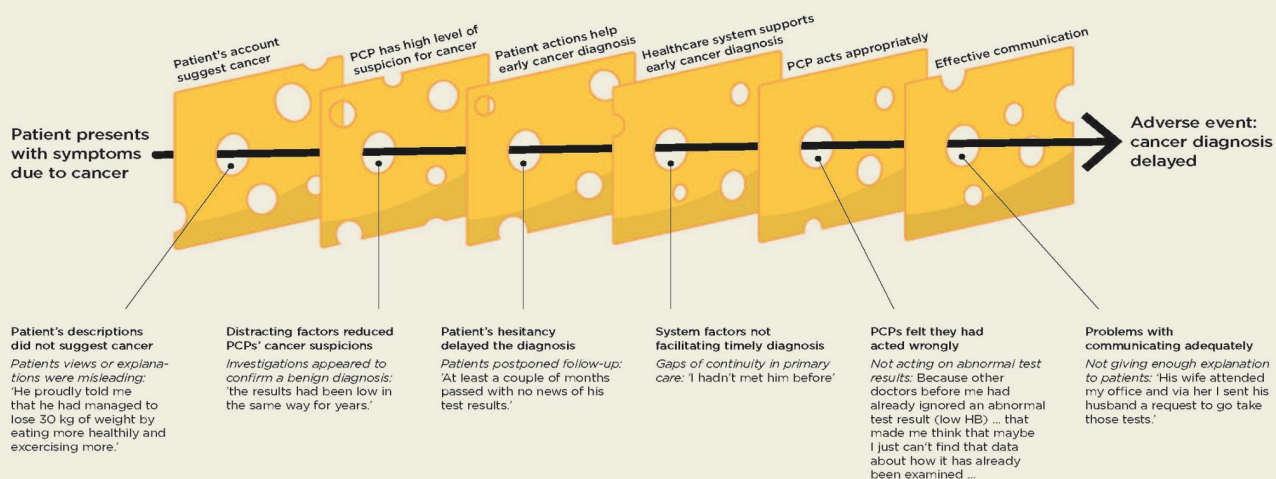 Patient's account
suggest cancer
PCP has high level of
suspicion for cancer
Patient actions help
early cancer diagnosis
Healthcare system supports
early cancer diagnosis
PCP acts appropriately
Effective communication
Patient presents
with symptoms
due to cancer
Adverse event:
cancer diagnosis
delayed
Patient's descriptions
did not suggest cancer
Patients views or explana-
tions were misleading:
'He proudly told me
that he had managed to
lose 30 kg of weight by
eating more healthily and
excercising more.'
Distracting factors reduced
PCPs' cancer suspicions
Investigations appeared to
confirm a benign diagnosis:
'the results had been low in
the same way for years.'
Patient's hesitancy
delayed the diagnosis
Patients postponed follow-up:
'At least a couple of months
passed with no news of his
test results.'
System factors not
facilitating timely diagnosis
Gaps of continuity in primary
care: 'I hadn't met him before'
PCPs felt they had
acted wrongly
Not acting on abnormal test
results: Because other
doctors before me had
already ignored an abnormal
test result (low HB) ... that
made me think that maybe
I just can't find that data
about how it has already
been examined ...
Problems with
communicating adequately
Not giving enough explanation
to patients: 'His wife attended
my office and via her I sent his
husband a request to go take
those tests.'